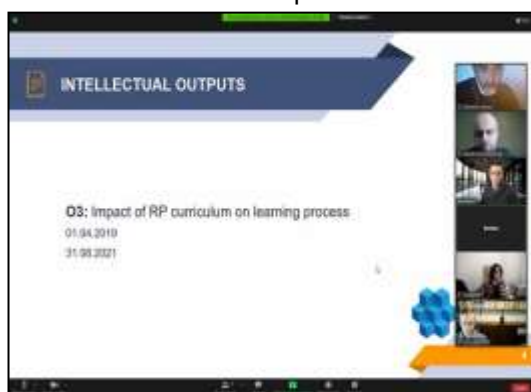 INTELLECTUAL OUTPUTS
O3: Impact of RP curriculum on learning process
01.04.2019
31.08.2021